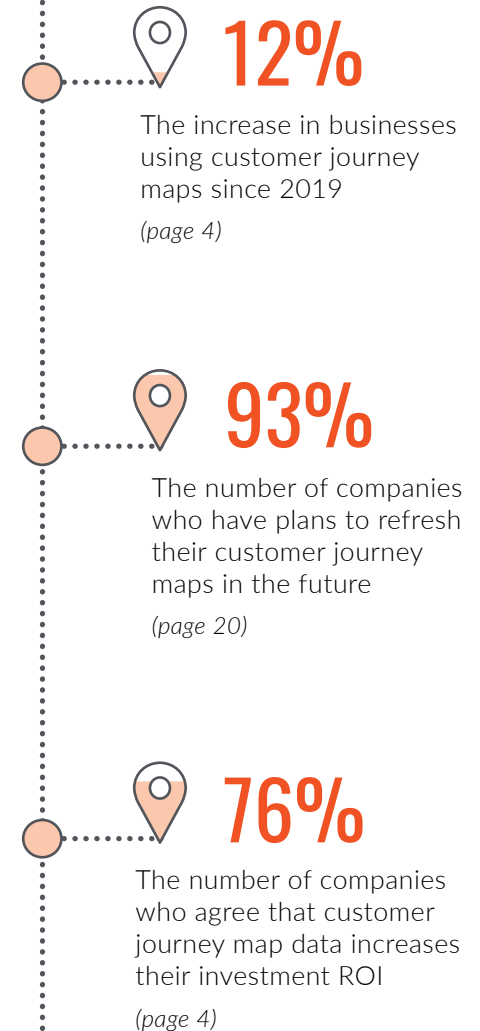 12%
The increase in businesses
using customer journey
maps since 2019
(page 4)
93%
The number of companies
who have plans to refresh
their customer journey
maps in the future
(page 20)
76%
The number of companies
who agree that customer
journey map data increases
their investment ROI
(page 4)